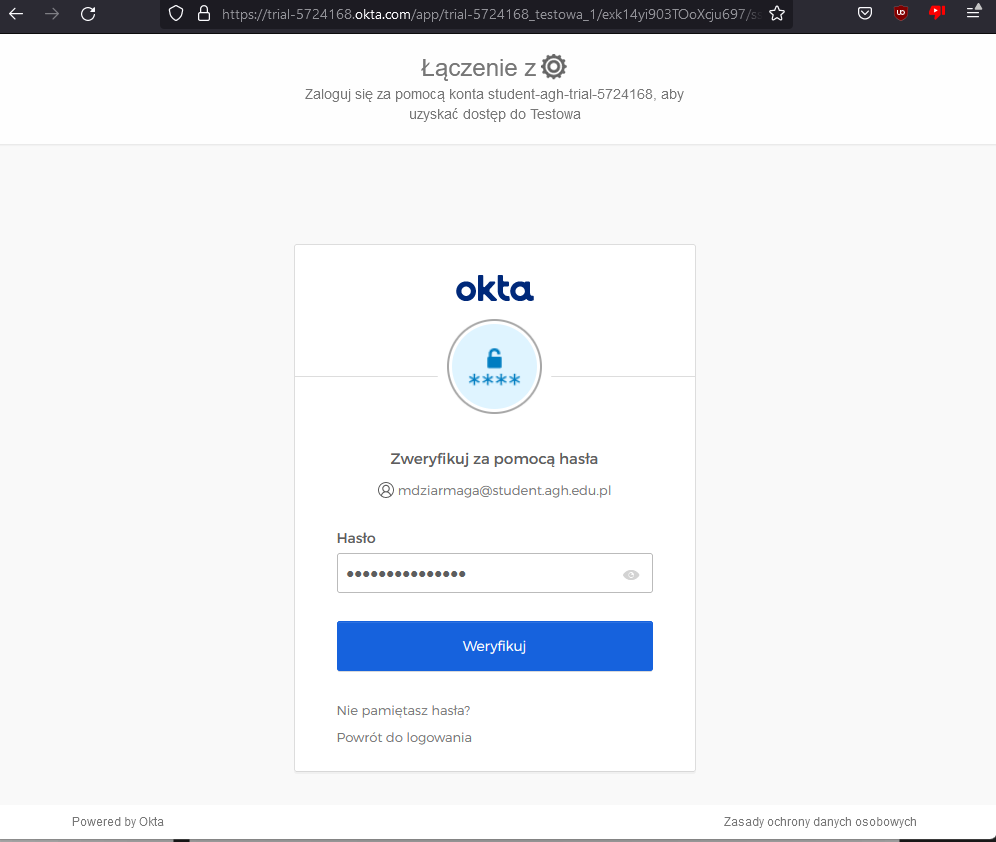 https://trial-5724168.okta.com/app/trial-5724168_testowa_1/exk14yi903TOoXcju697/ss
Łączenie z
Zaloguj się za pomocą konta student-agh-trial-5724168, aby
uzyskać dostęp do Testowa
okta
****
Zweryfikuj za pomocą hasła
mdziarmaga@student.agh.edu.pl
Hasło
•••••••••••••••
Weryfikuj
Nie pamiętasz hasła?
Powrót do logowania
Powered by Okta
Zasady ochrony danych osobowych